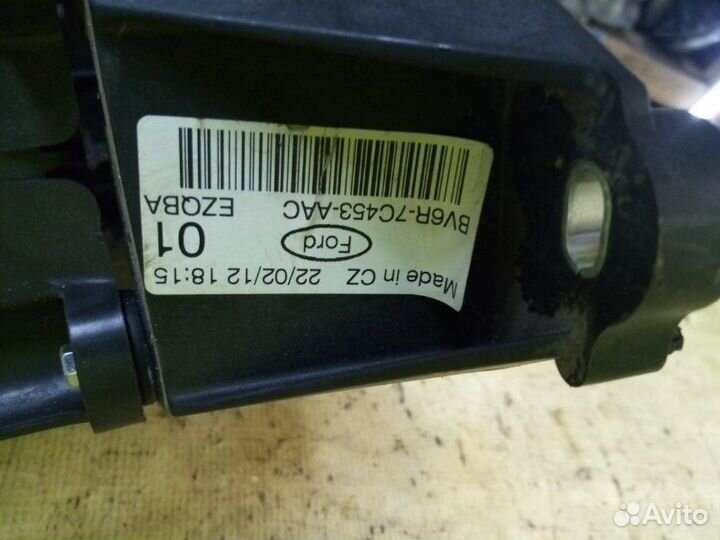 Made in CZ 22/02/12 18:15
Ford 01
BV6R-7C453-AAC EZQBA
Avito